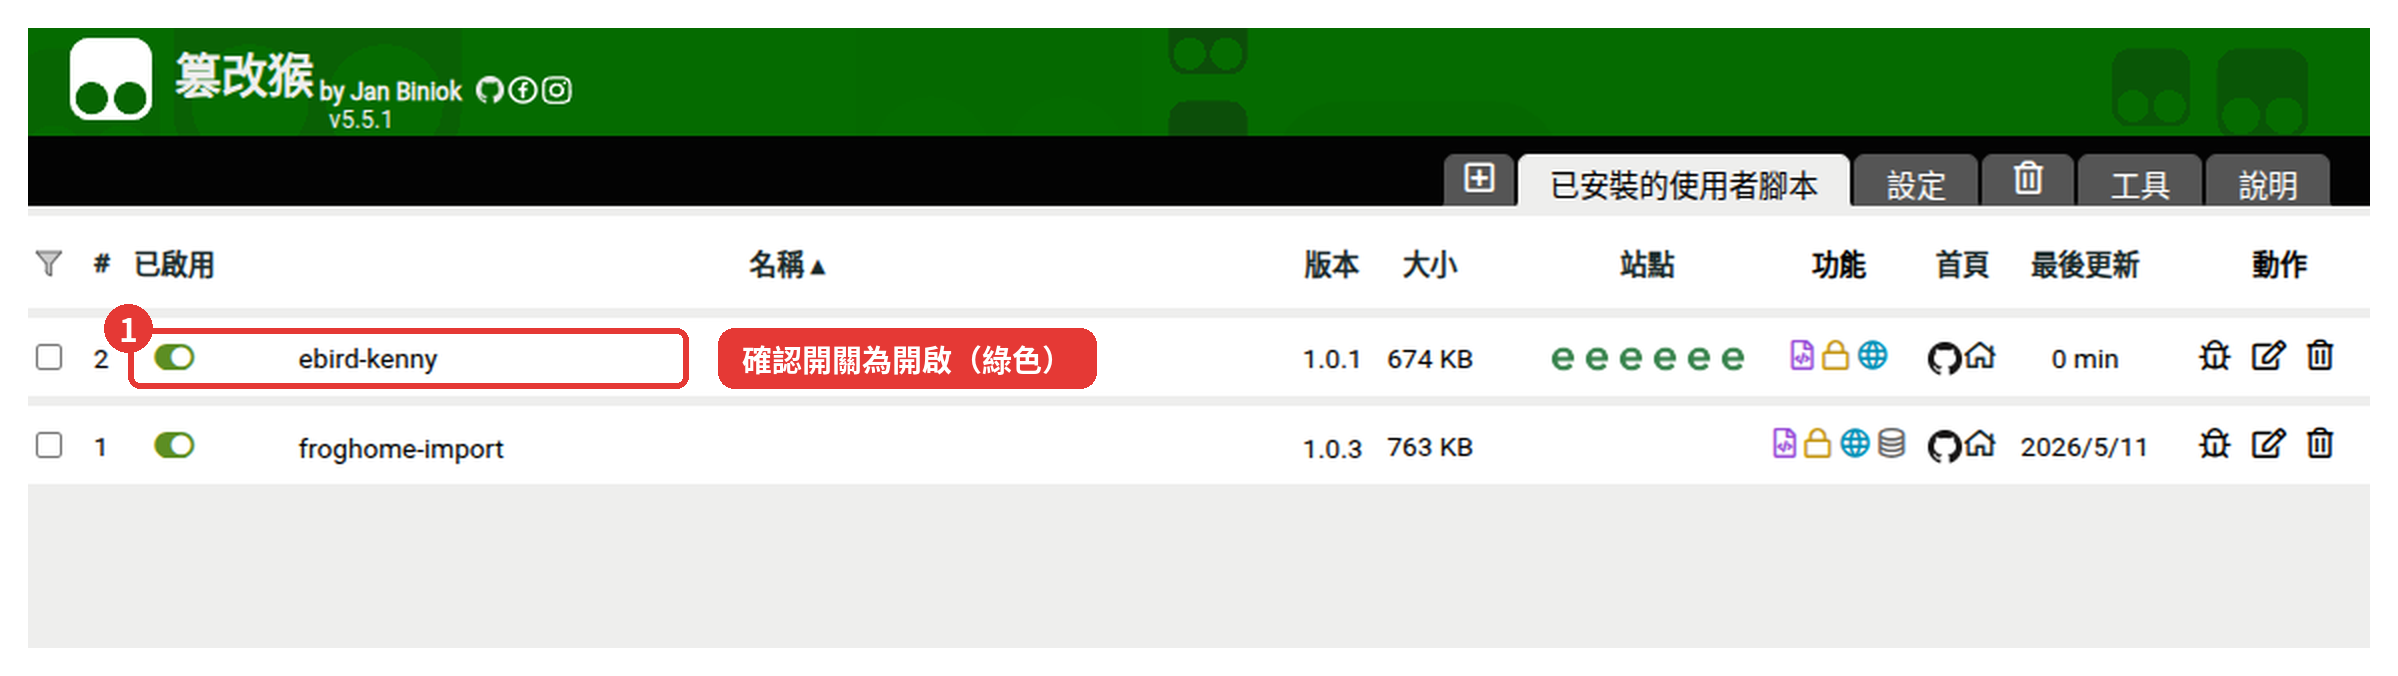 篡改猴 by Jan Biniok
v5.5.1
已安裝的使用者腳本 設定 工具 說明
# 已啟用 名稱▲ 版本 大小 站點 功能 首頁 最後更新 動作
1
2 ebird-kenny 確認開關為開啟（綠色） 1.0.1 674 KB e e e e e e 0 min
1 froghome-import 1.0.3 763 KB 2026/5/11